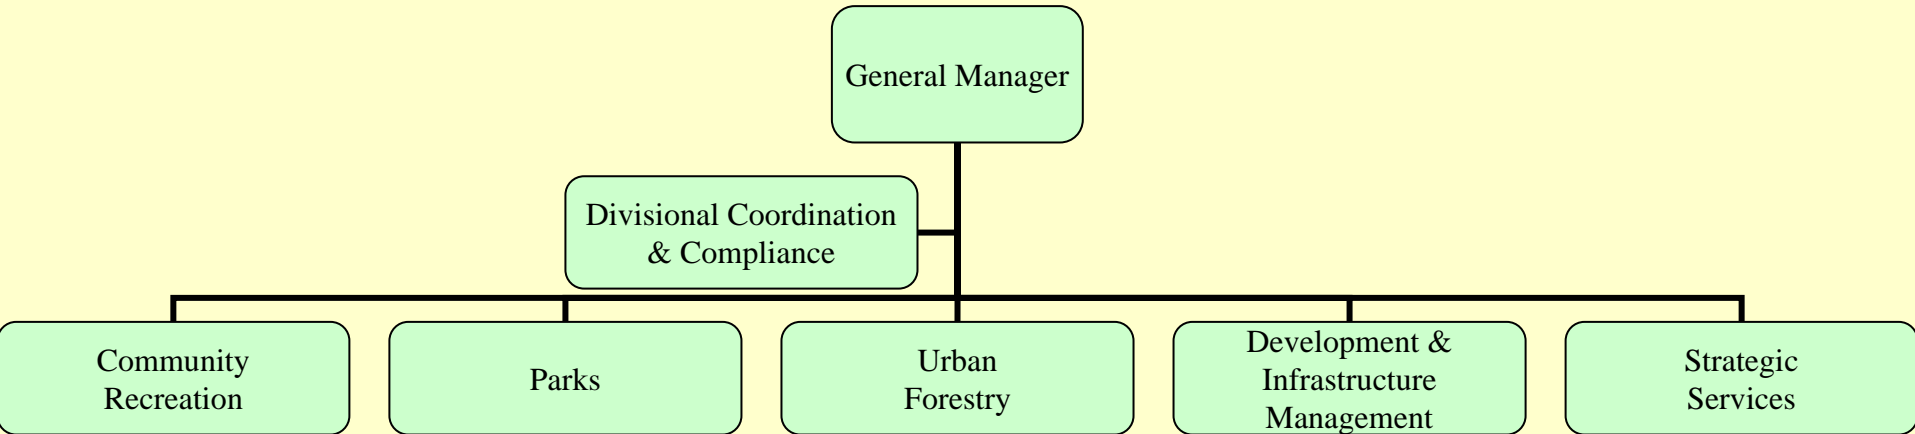 General Manager
Divisional Coordination
& Compliance
Community
Recreation
Parks
Urban
Forestry
Development &
Infrastructure
Management
Strategic
Services